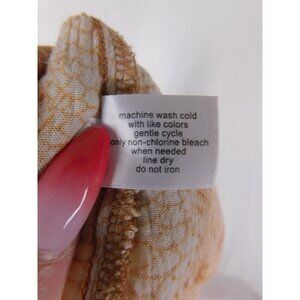 machine wash cold
with like colors
gentle cycle
only non-chlorine bleach
when needed
line dry
do not iron